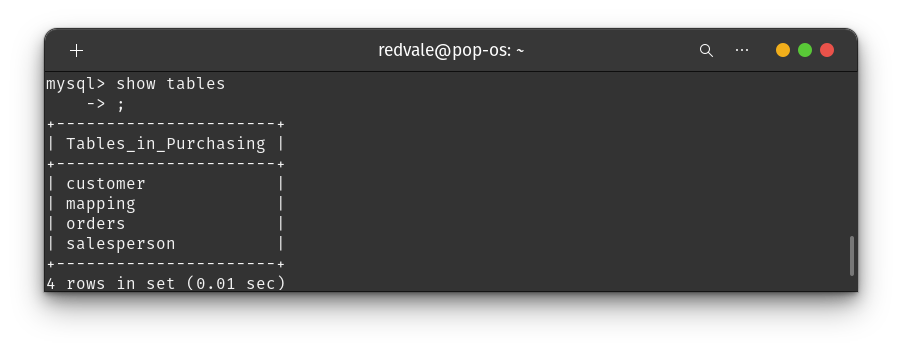 redvale@pop-os: ~
mysql> show tables
    -> ;
+----------------------+
| Tables_in_Purchasing |
+----------------------+
| customer             |
| mapping              |
| orders               |
| salesperson          |
+----------------------+
4 rows in set (0.01 sec)